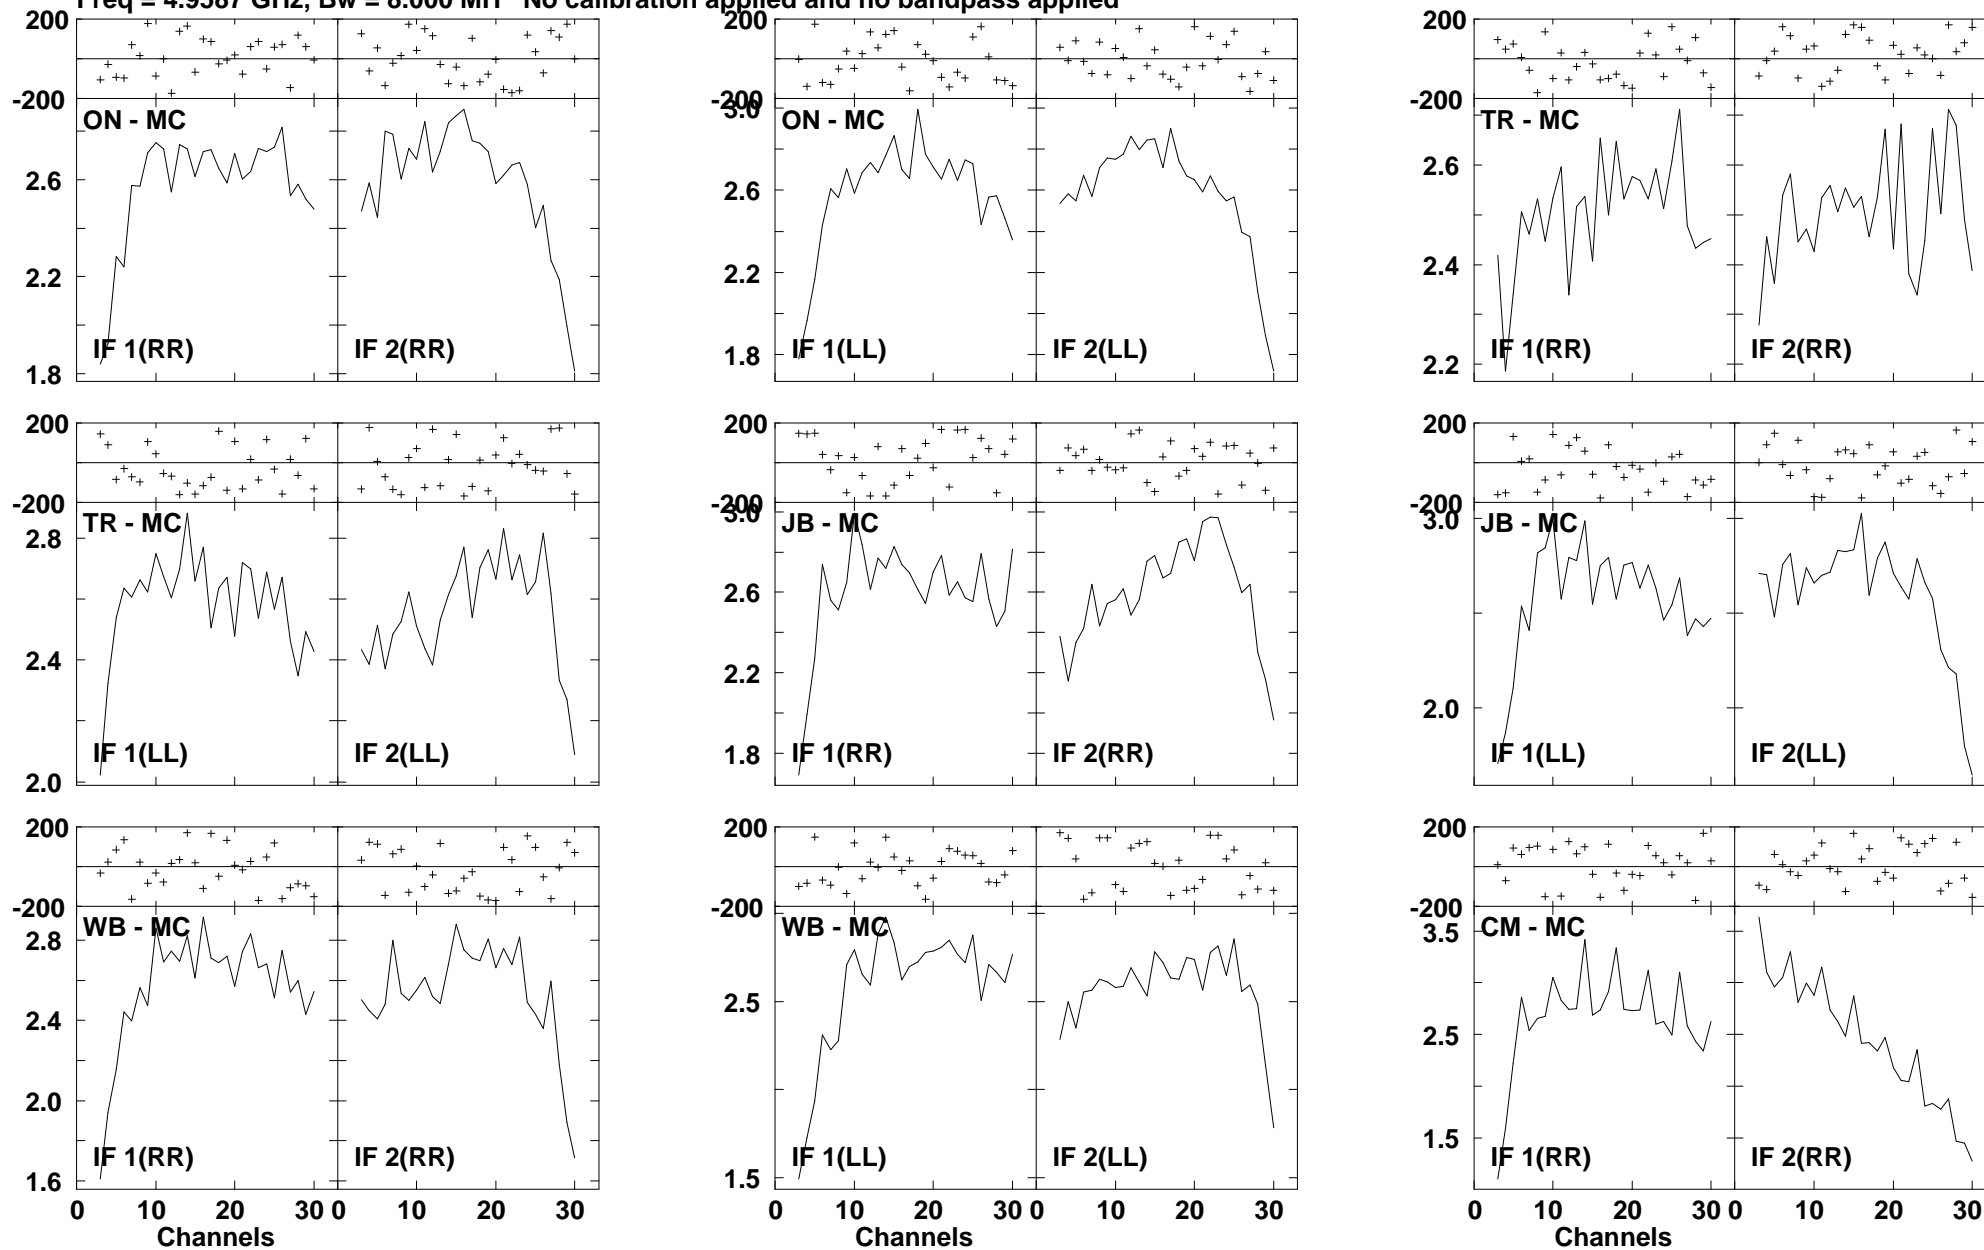 Freq = 4.9587 GHz, Bw = 8.000 MH No calibration applied and no bandpass applied
200 200 200
-200 -200 -200
ON - MC ON - MC TR - MC
3.0
2.6 2.6 2.6
2.2 2.2 2.4
1.8 1.8 2.2
IF 1(RR) IF 2(RR) IF 1(LL) IF 2(LL) IF 1(RR) IF 2(RR)
200 200 200
-200 -200
TR - MC JB - MC JB - MC
2.8 3.0 3.0
2.4 2.6 2.0
2.0 2.2
1.8
IF 1(LL) IF 2(LL) IF 1(RR) IF 2(RR) IF 1(LL) IF 2(LL)
200 200 200
-200 -200 -200
WB - MC WB - MC CM - MC
2.8 2.5 3.5
2.4 1.5 2.5
2.0 1.5
1.6
IF 1(RR) IF 2(RR) IF 1(LL) IF 2(LL) IF 1(RR) IF 2(RR)
0 10 20 30 0 10 20 30 0 10 20 30 0 10 20 30 0 10 20 30 0 10 20 30
Channels Channels Channels